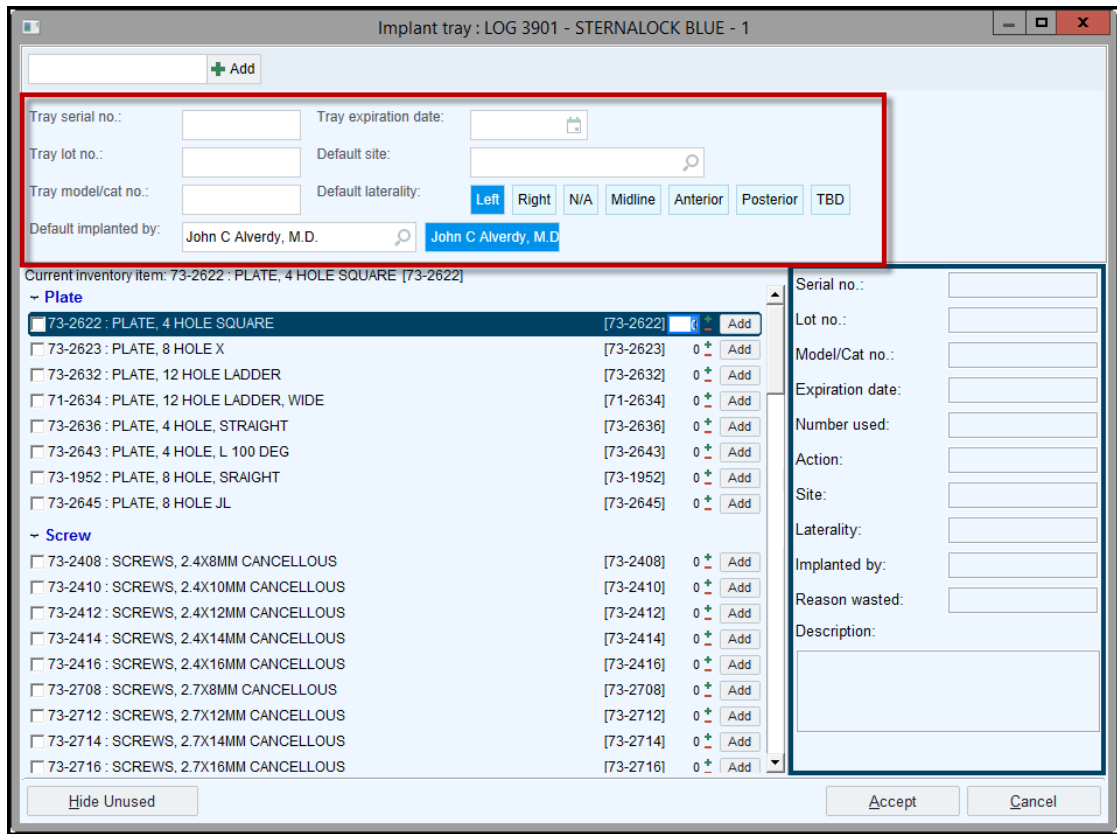 Implant tray : LOG 3901 - STERNALOCK BLUE - 1
Add
Tray serial no.: Tray expiration date:
Tray lot no.: Default site:
Tray model/cat no.: Default laterality: Left Right N/A Midline Anterior Posterior TBD
Default implanted by: John C Alverdy, M.D. John C Alverdy, M.D
Current inventory item: 73-2622 : PLATE, 4 HOLE SQUARE [73-2622]
Plate
73-2622 : PLATE, 4 HOLE SQUARE [73-2622] 0 Add
73-2623 : PLATE, 8 HOLE X [73-2623] 0 Add
73-2632 : PLATE, 12 HOLE LADDER [73-2632] 0 Add
71-2634 : PLATE, 12 HOLE LADDER, WIDE [71-2634] 0 Add
73-2636 : PLATE, 4 HOLE, STRAIGHT [73-2636] 0 Add
73-2643 : PLATE, 4 HOLE, L 100 DEG [73-2643] 0 Add
73-1952 : PLATE, 8 HOLE, SRAIGHT [73-1952] 0 Add
73-2645 : PLATE, 8 HOLE JL [73-2645] 0 Add
Screw
73-2408 : SCREWS, 2.4X8MM CANCELLOUS [73-2408] 0 Add
73-2410 : SCREWS, 2.4X10MM CANCELLOUS [73-2410] 0 Add
73-2412 : SCREWS, 2.4X12MM CANCELLOUS [73-2412] 0 Add
73-2414 : SCREWS, 2.4X14MM CANCELLOUS [73-2414] 0 Add
73-2416 : SCREWS, 2.4X16MM CANCELLOUS [73-2416] 0 Add
73-2708 : SCREWS, 2.7X8MM CANCELLOUS [73-2708] 0 Add
73-2712 : SCREWS, 2.7X12MM CANCELLOUS [73-2712] 0 Add
73-2714 : SCREWS, 2.7X14MM CANCELLOUS [73-2714] 0 Add
73-2716 : SCREWS, 2.7X16MM CANCELLOUS [73-2716] 0 Add
Serial no.:
Lot no.:
Model/Cat no.:
Expiration date:
Number used:
Action:
Site:
Laterality:
Implanted by:
Reason wasted:
Description:
Hide Unused Accept Cancel